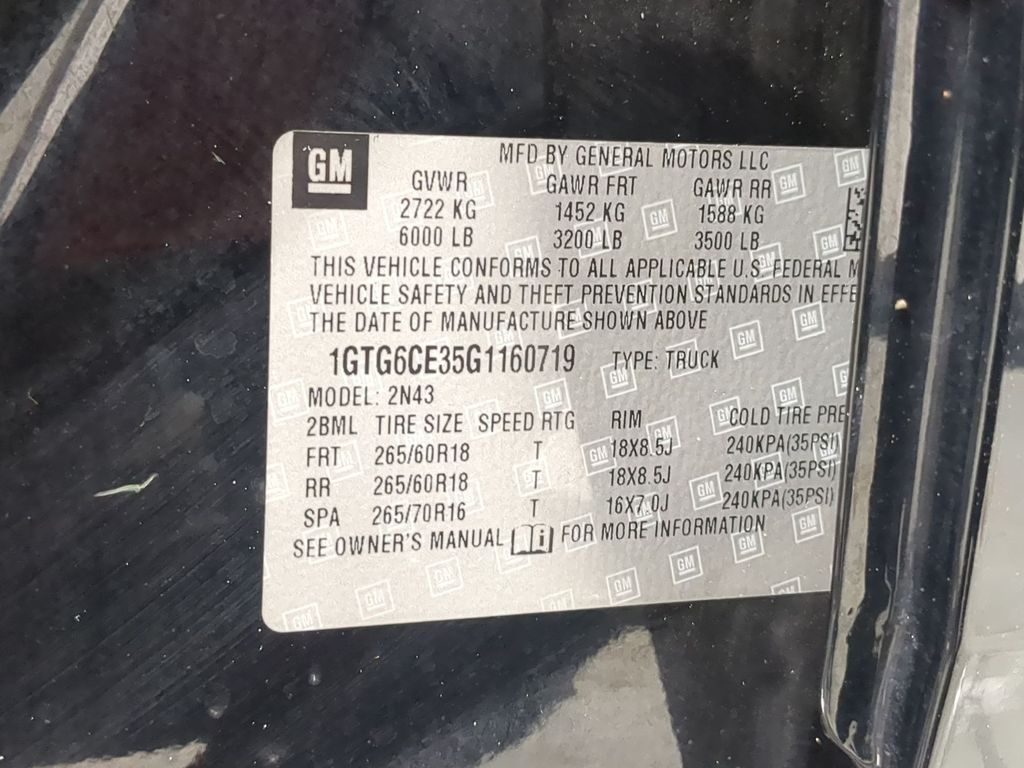 GM
MFD BY GENERAL MOTORS LLC
GVWR GAWR FRT GAWR RR
2722 KG 1452 KG 1588 KG
6000 LB 3200 LB 3500 LB
THIS VEHICLE CONFORMS TO ALL APPLICABLE U.S. FEDERAL M
VEHICLE SAFETY AND THEFT PREVENTION STANDARDS IN EFFE
THE DATE OF MANUFACTURE SHOWN ABOVE
1GTG6CE35G1160719 TYPE: TRUCK
MODEL: 2N43
2BML TIRE SIZE SPEED RTG RIM COLD TIRE PRE
FRT 265/60R18 T 18X8.5J 240KPA(35PSI)
RR 265/60R18 T 18X8.5J 240KPA(35PSI)
SPA 265/70R16 T 16X7.0J 240KPA(35PSI)
SEE OWNER'S MANUAL FOR MORE INFORMATION